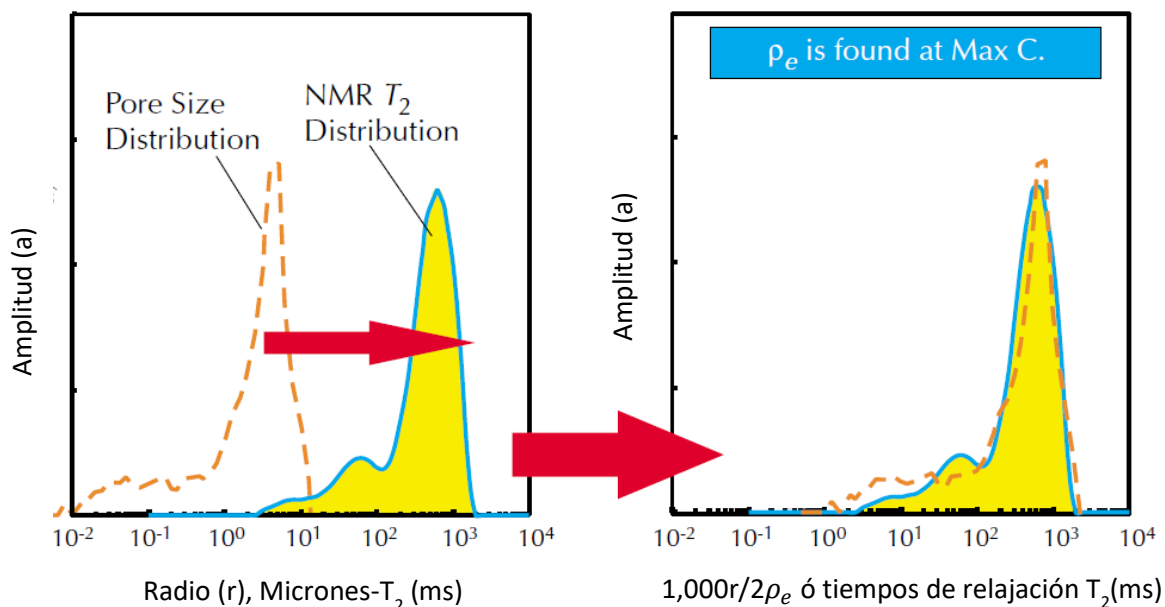 Pore Size
Distribution
NMR T₂
Distribution
Amplitud (a)
10⁻² 10⁻¹ 10⁰ 10¹ 10² 10³ 10⁴
Radio (r), Micrones-T₂ (ms)
ρₑ is found at Max C.
Amplitud (a)
10⁻² 10⁻¹ 10⁰ 10¹ 10² 10³ 10⁴
1,000r/2𝜌ₑ ó tiempos de relajación T₂(ms)